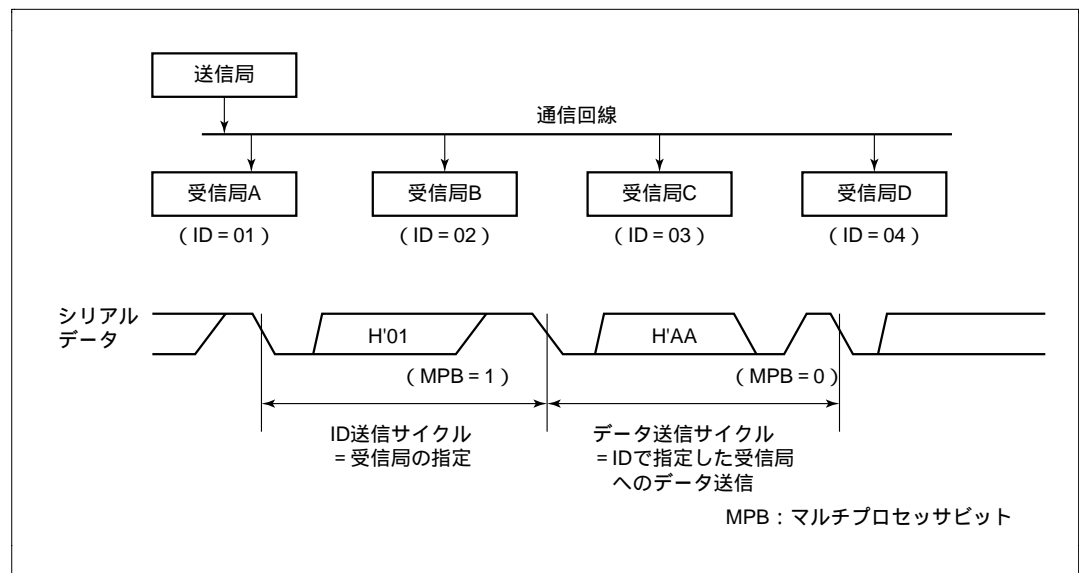 送信局
通信回線
受信局A 受信局B 受信局C 受信局D
（ID＝01） （ID＝02） （ID＝03） （ID＝04）
シリアル
データ
H'01 H'AA
（MPB＝1） （MPB＝0）
ID送信サイクル
＝受信局の指定
データ送信サイクル
＝IDで指定した受信局
へのデータ送信
MPB：マルチプロセッサビット